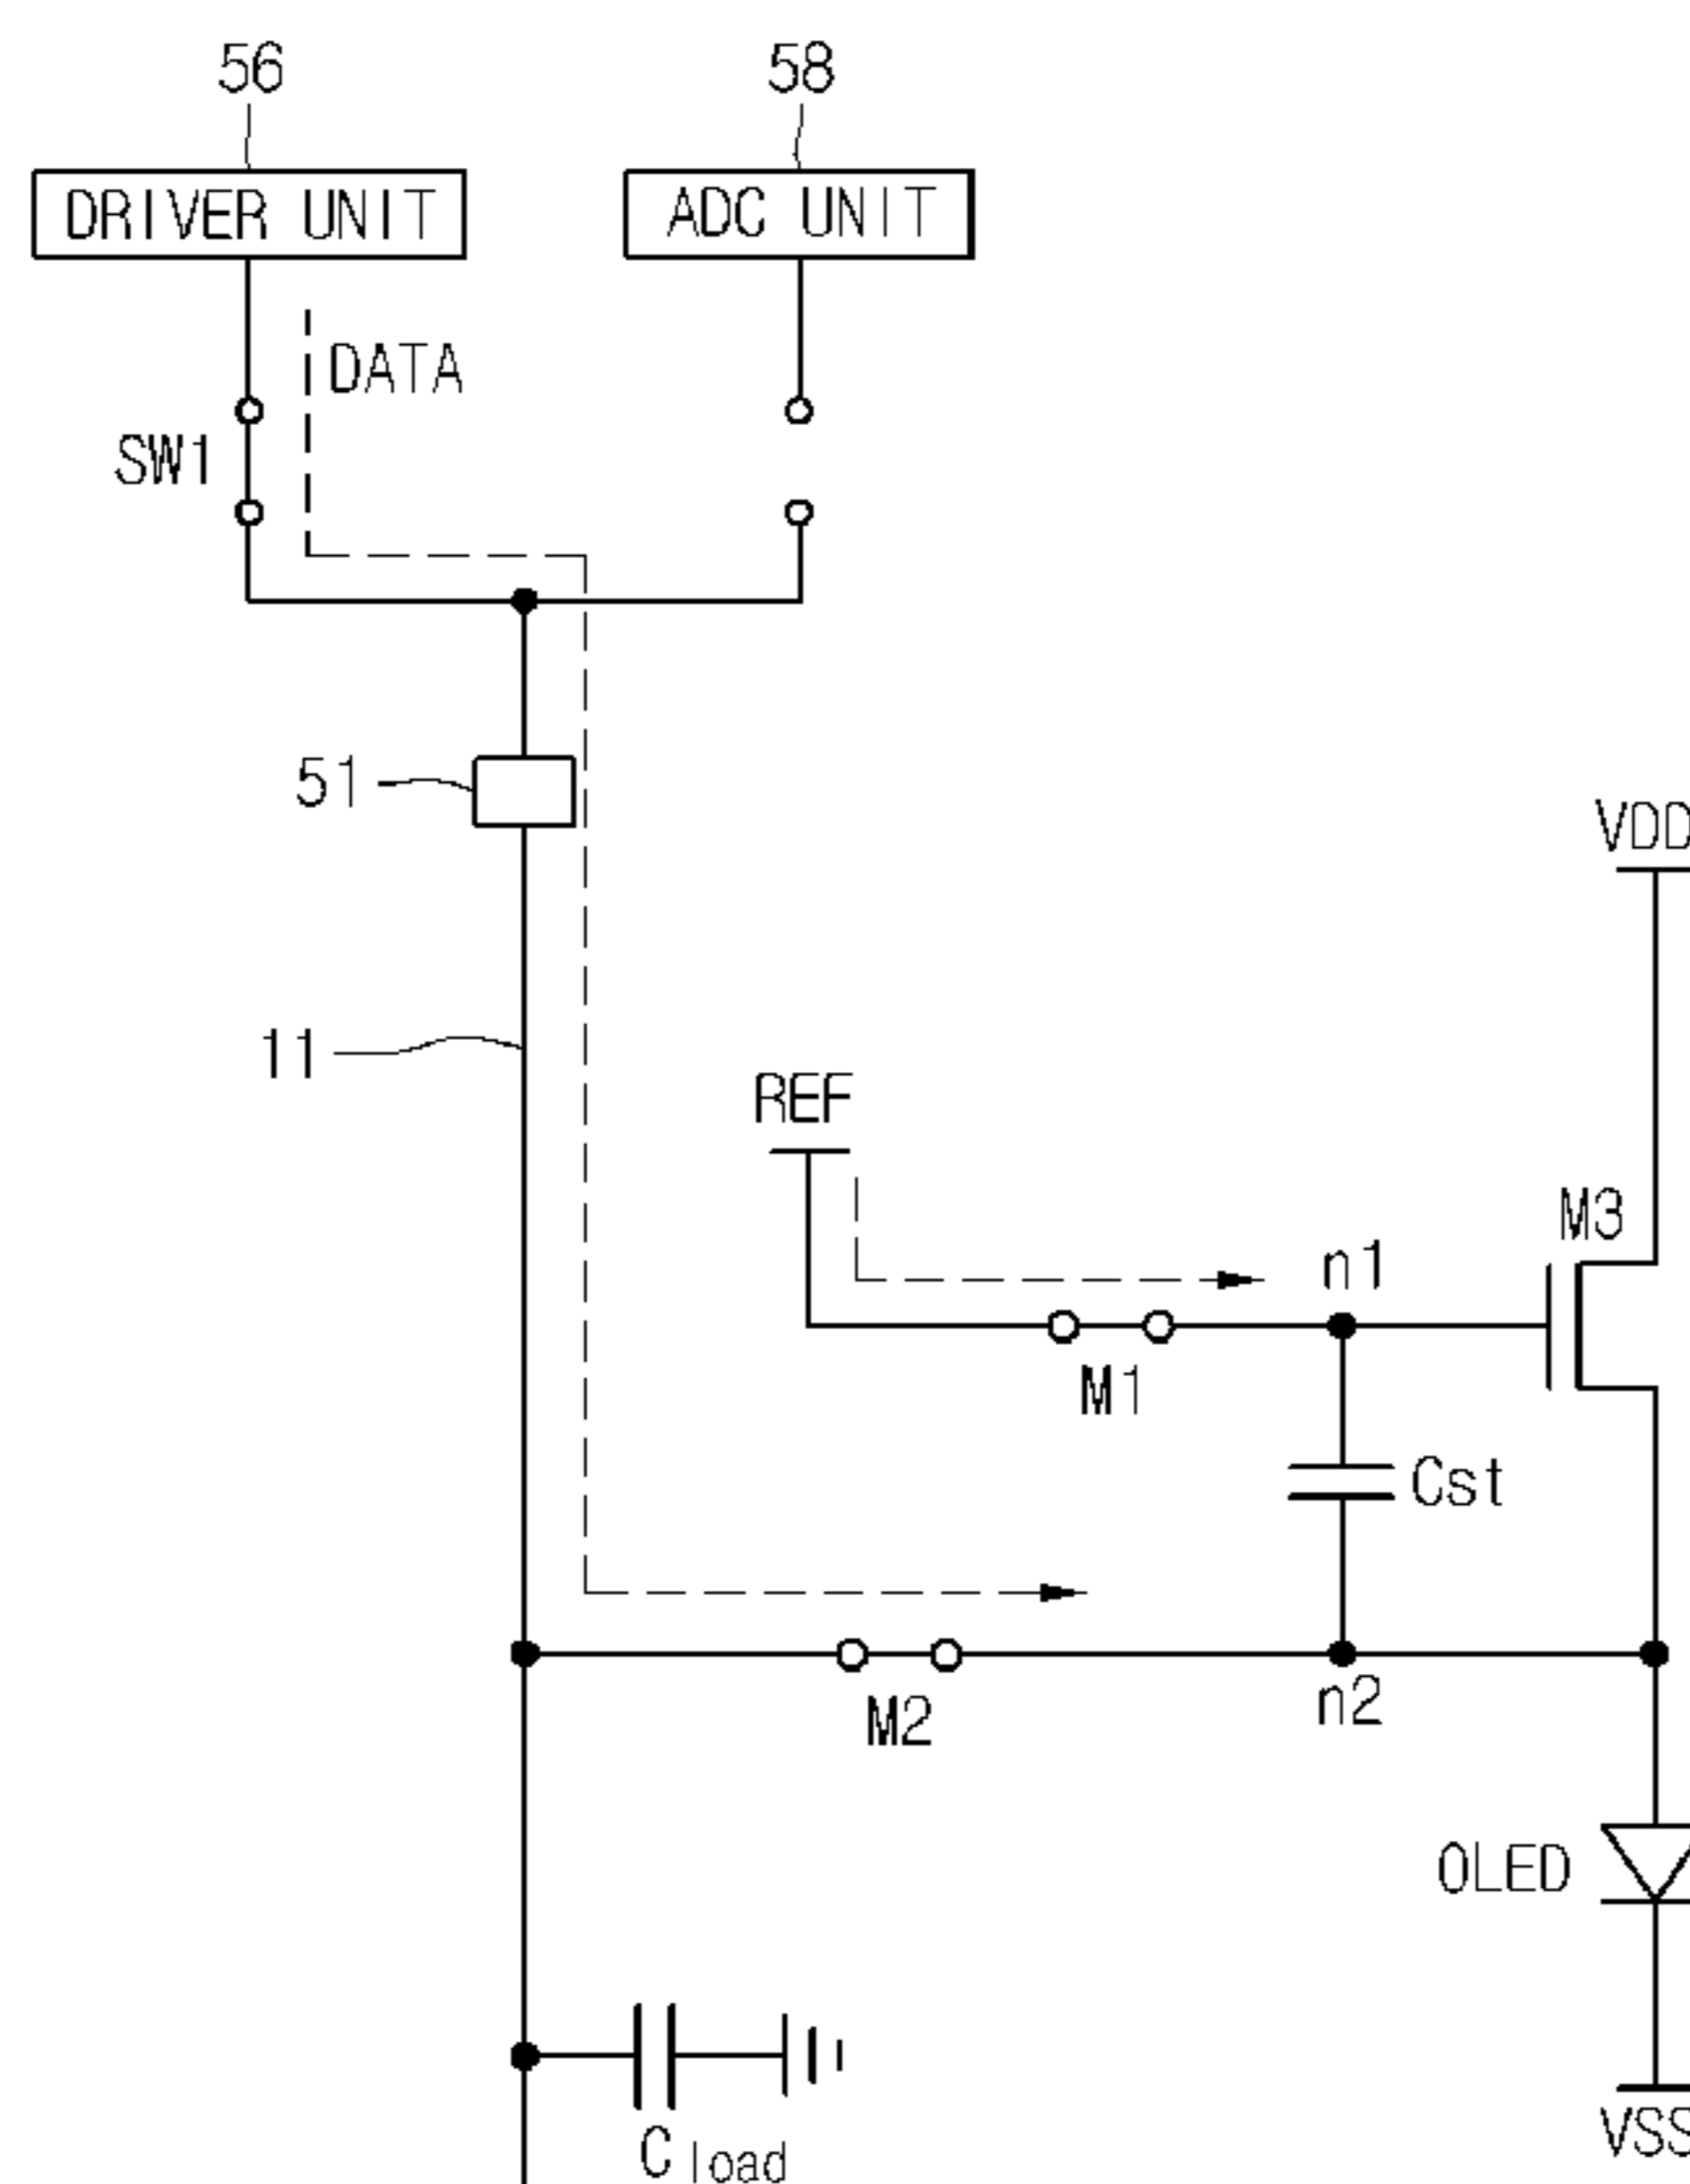 56
58
DRIVER UNIT
ADC UNIT
DATA
SW1
51
VDD
11
REF
M3
n1
M1
Cst
n2
M2
OLED
Cload
VSS